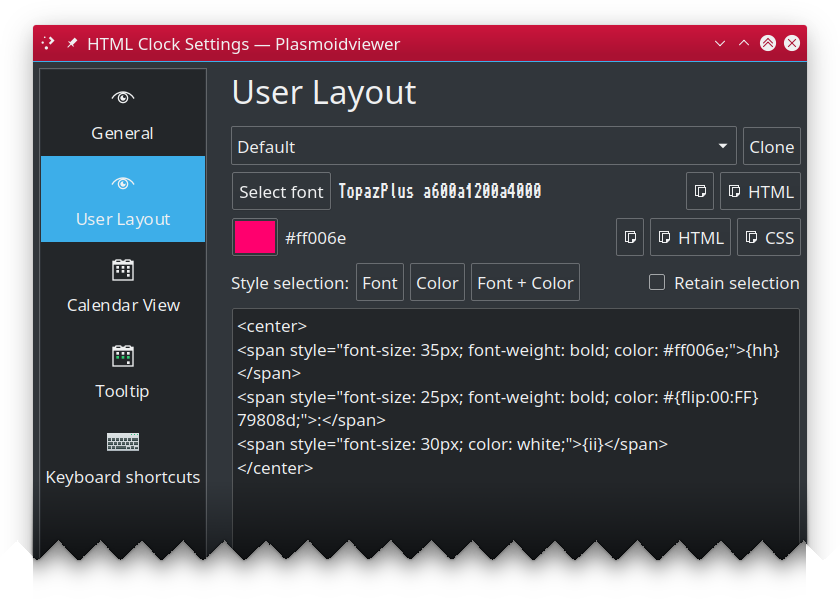 HTML Clock Settings — Plasmoidviewer
General
User Layout
Calendar View
Tooltip
Keyboard shortcuts
User Layout
Default
Clone
Select font
TopazPlus a600a1200a4000
HTML
#ff006e
HTML
CSS
Style selection:
Font
Color
Font + Color
Retain selection
<center>
<span style="font-size: 35px; font-weight: bold; color: #ff006e;">{hh}
</span>
<span style="font-size: 25px; font-weight: bold; color: #{flip:00:FF}
79808d;">:</span>
<span style="font-size: 30px; color: white;">{ii}</span>
</center>